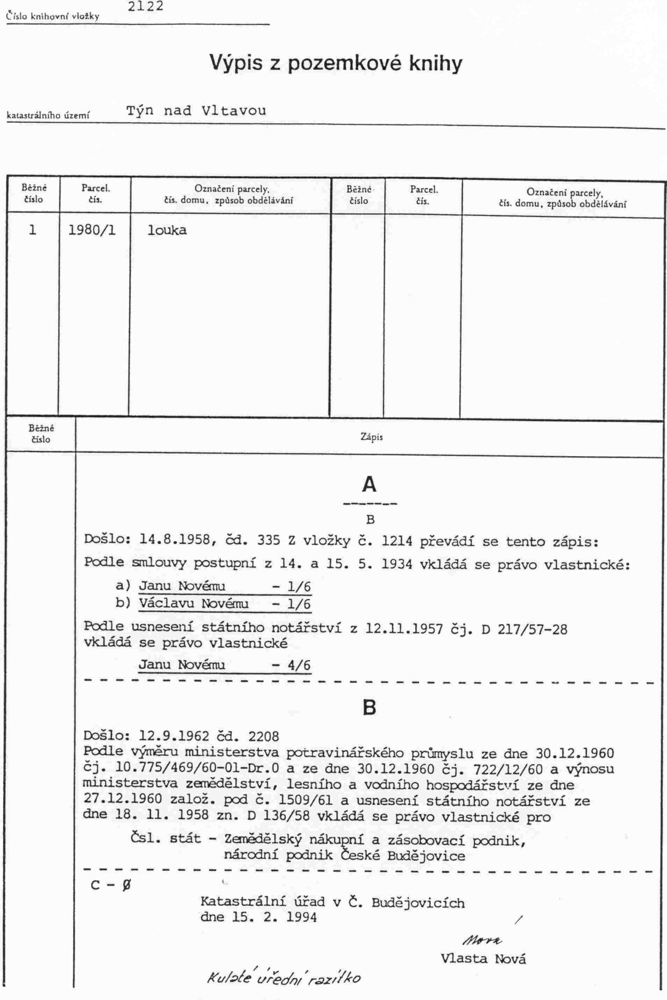 2122
Číslo knihovní vložky
Výpis z pozemkové knihy
katastrálního území Týn nad Vltavou
Běžné číslo Parcel. čís. Označení parcely, čís. domu, způsob obdělávání Běžné číslo Parcel. čís. Označení parcely, čís. domu, způsob obdělávání
1 1980/1 louka
Běžné číslo Zápis
A
-------
B
Došlo: 14.8.1958, čd. 335 Z vložky č. 1214 převádí se tento zápis:
Podle smlouvy postupní z 14. a 15. 5. 1934 vkládá se právo vlastnické:
a) Janu Novému - 1/6
b) Václavu Novému - 1/6
Podle usnesení státního notářství z 12.11.1957 čj. D 217/57-28
vkládá se právo vlastnické
Janu Novému - 4/6
B
Došlo: 12.9.1962 čd. 2208
Podle výměru ministerstva potravinářského průmyslu ze dne 30.12.1960
čj. 10.775/469/60-01-Dr.O a ze dne 30.12.1960 čj. 722/12/60 a výnosu
ministerstva zemědělství, lesního a vodního hospodářství ze dne
27.12.1960 založ. pod č. 1509/61 a usnesení státního notářství ze
dne 18. 11. 1958 zn. D 136/58 vkládá se právo vlastnické pro
Čsl. stát - Zemědělský nákupní a zásobovací podnik,
národní podnik České Budějovice
C - Ø
Katastrální úřad v Č. Budějovicích
dne 15. 2. 1994
Vlasta Nová
Kulaté úřední razítko